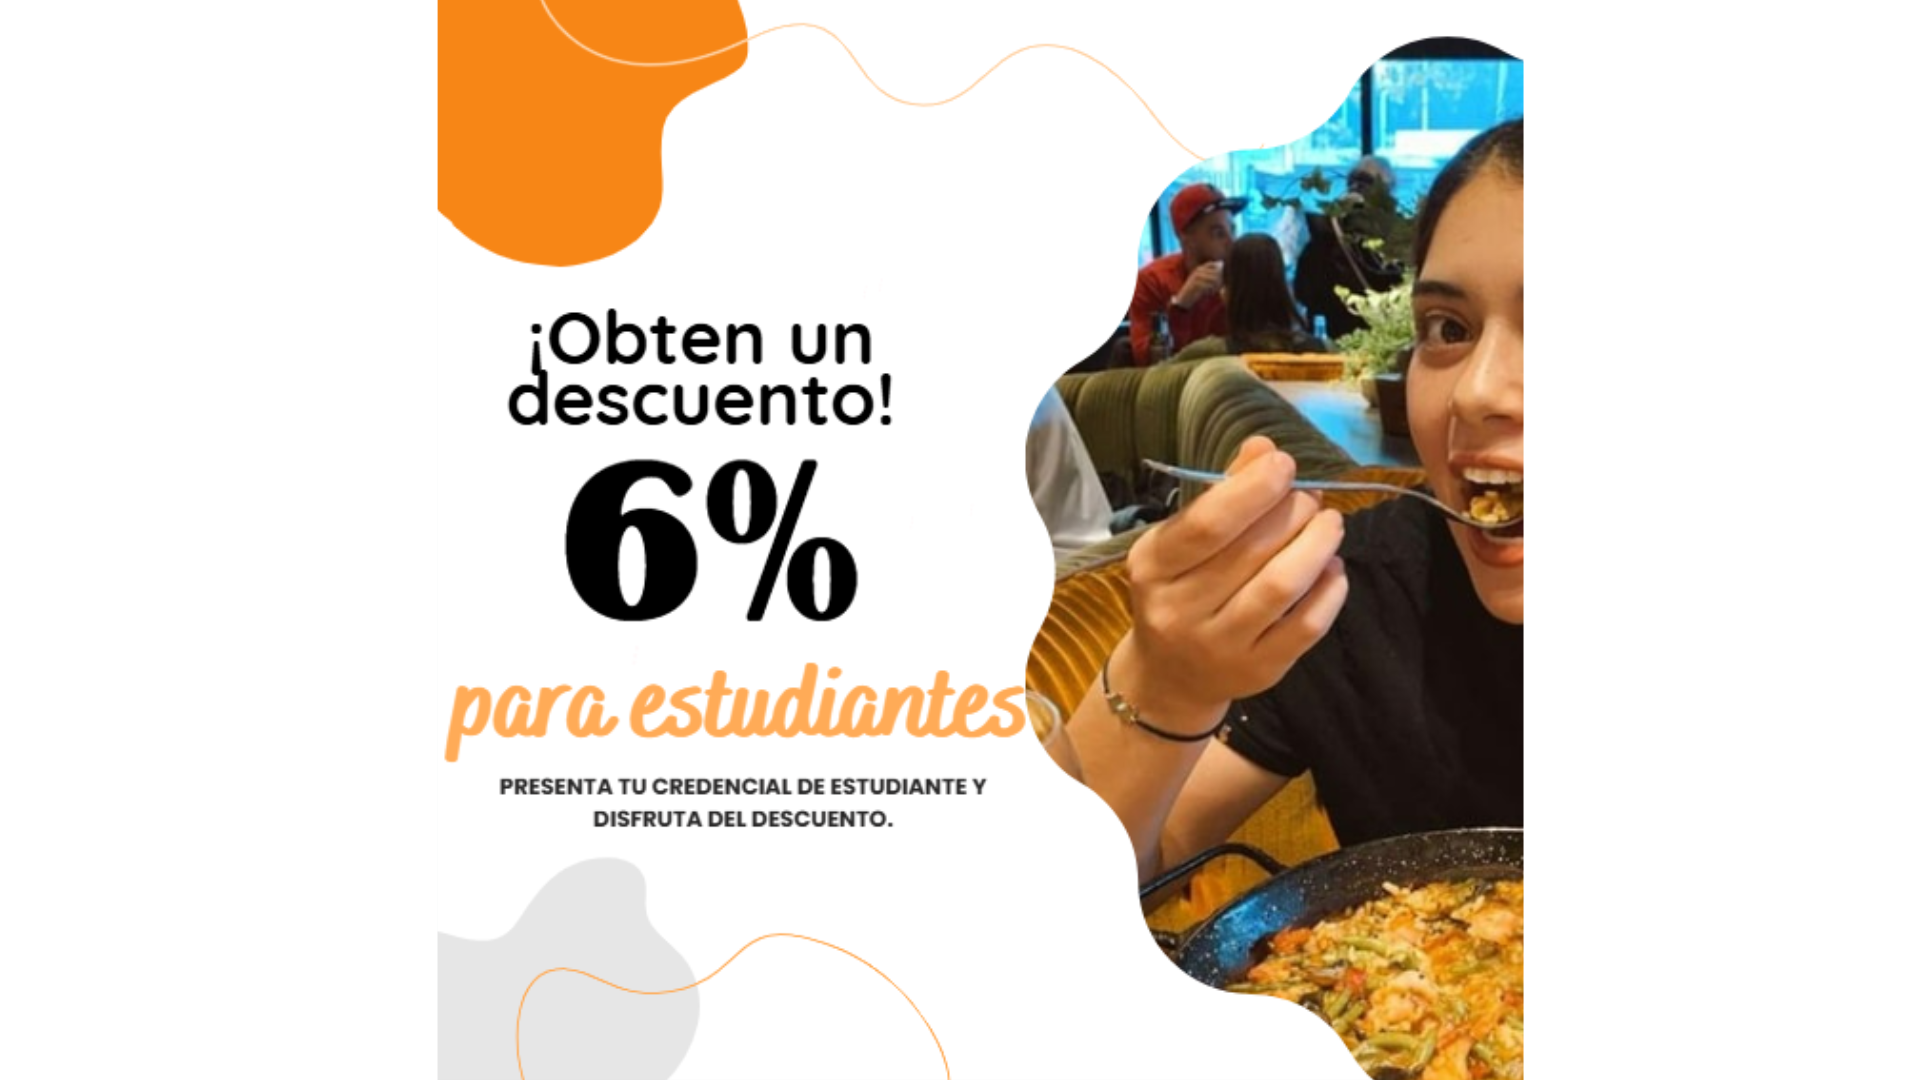 ¡Obten un
descuento!
6%
para estudiantes
PRESENTA TU CREDENCIAL DE ESTUDIANTE Y
DISFRUTA DEL DESCUENTO.